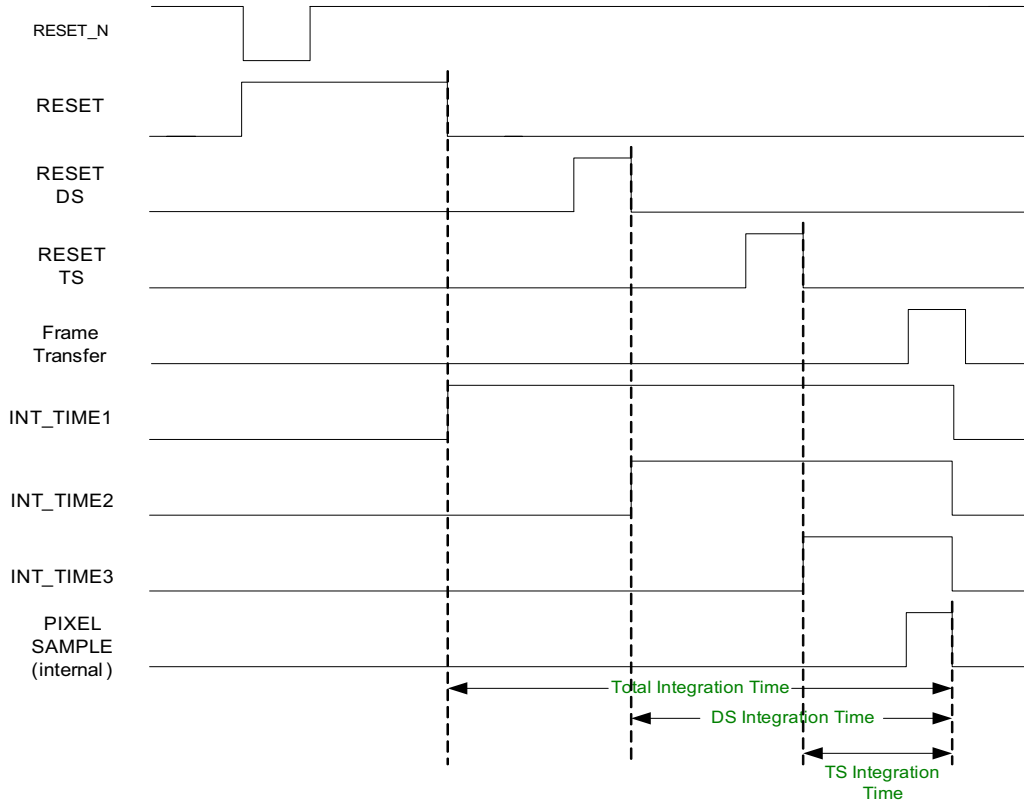 RESET_N
RESET
RESET
DS
RESET
TS
Frame
Transfer
INT_TIME1
INT_TIME2
INT_TIME3
PIXEL
SAMPLE
(internal)
Total Integration Time
DS Integration Time
TS Integration
Time